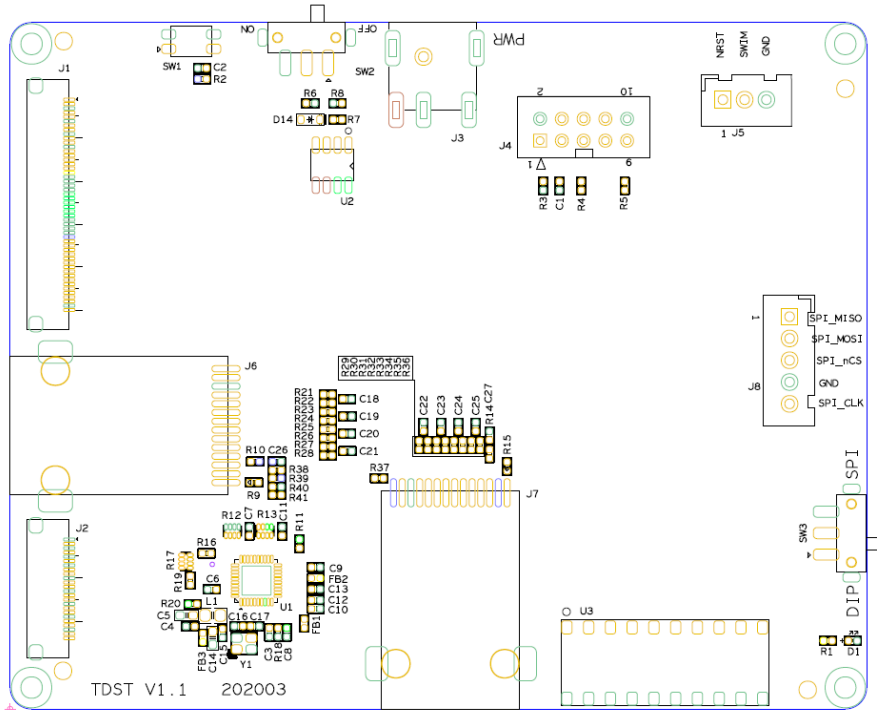 NO
OFF
PWR
NRST
SWIM
GND
J1
SW1
C2
R2
SW2
J3
R6
R8
D14
R7
U2
2
10
J4
1
9
1
J5
R3
C1
R4
R5
1
SPI_MISO
SPI_MOSI
SPI_nCS
J8
GND
SPI_CLK
J6
R29
R30
R31
R32
R33
R34
R35
R36
R21
R22
R23
R24
R25
R26
R27
R28
C18
C19
C20
C21
C22
C23
C24
C25
R14
C27
R15
R10
C26
R38
R39
R40
R41
R9
R37
J7
SPI
SW3
DIP
J2
R12
C7
R13
C11
R11
R17
R16
R19
C6
U1
C9
FB2
C13
C12
C10
R20
L1
C5
C4
FB3
C14
C15
C16
C17
Y1
C3
R18
C8
FB1
U3
R1
D1
TDST V1.1 202003